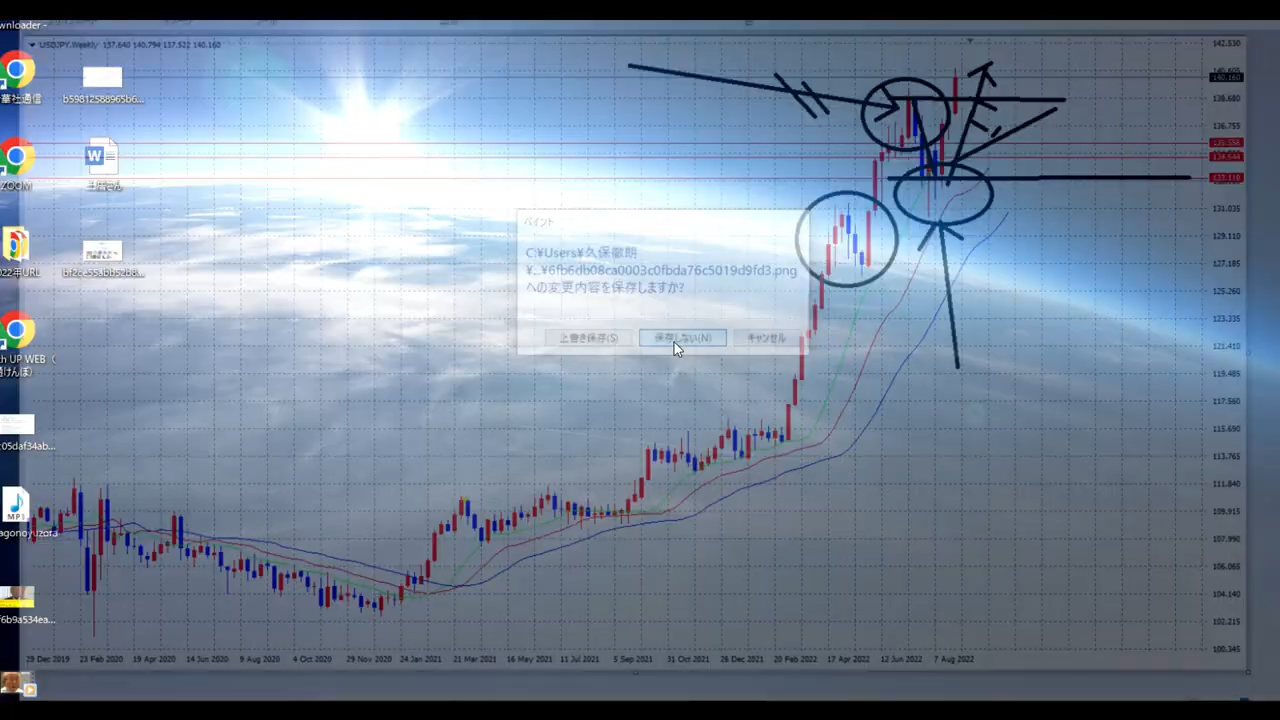 wnloader -
USDJPY.Weekly 137.640 140.794 137.522 140.160
華社通信
b59812588965b6...
ZOOM
022年URL
bf2ce55abb52b8...
ch UP WEB（
:05daf34ab...
MP3
agonoyuzora
f6b9a534ea...
ペイント
C:¥Users¥久保徹朗
¥...¥6fb6db08ca0003c0fbda76c5019d9fd3.png
への変更内容を保存しますか?
上書き保存(S)
保存しない(N)
キャンセル
142.530
140.160
138.680
136.755
134.544
133.119
131.035
129.110
127.185
125.260
123.335
121.410
119.485
117.560
115.690
113.765
111.840
109.915
107.990
106.065
104.140
102.215
100.345
29 Dec 2019
23 Feb 2020
19 Apr 2020
14 Jun 2020
9 Aug 2020
4 Oct 2020
29 Nov 2020
24 Jan 2021
21 Mar 2021
16 May 2021
11 Jul 2021
5 Sep 2021
31 Oct 2021
26 Dec 2021
20 Feb 2022
17 Apr 2022
12 Jun 2022
7 Aug 2022